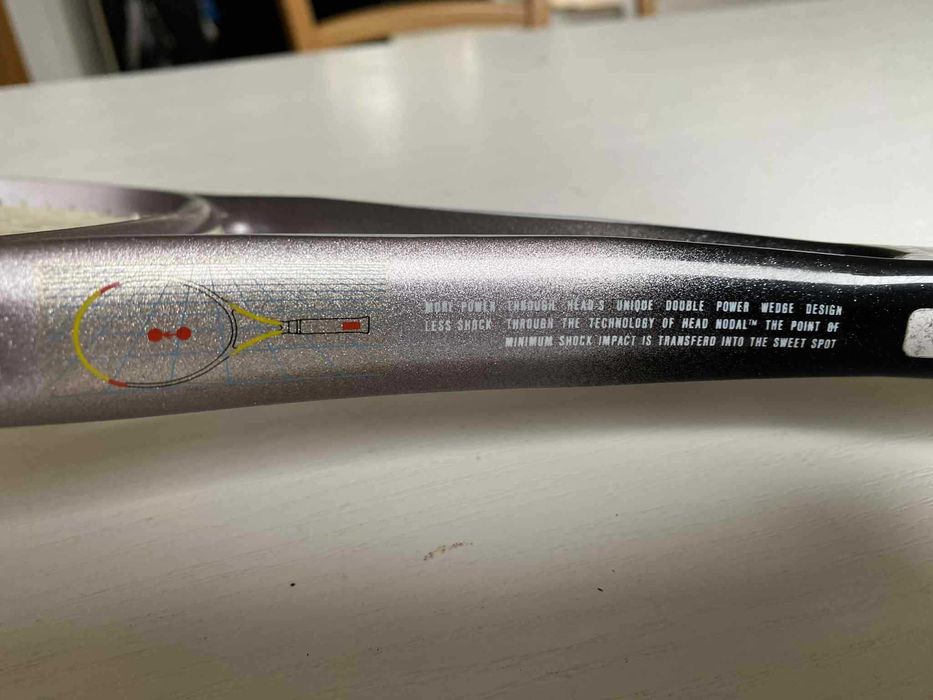 MORE POWER THROUGH HEAD'S UNIQUE DOUBLE POWER WEDGE DESIGN
LESS SHOCK THROUGH THE TECHNOLOGY OF HEAD NODAL™ THE POINT OF
MINIMUM SHOCK IMPACT IS TRANSFERD INTO THE SWEET SPOT